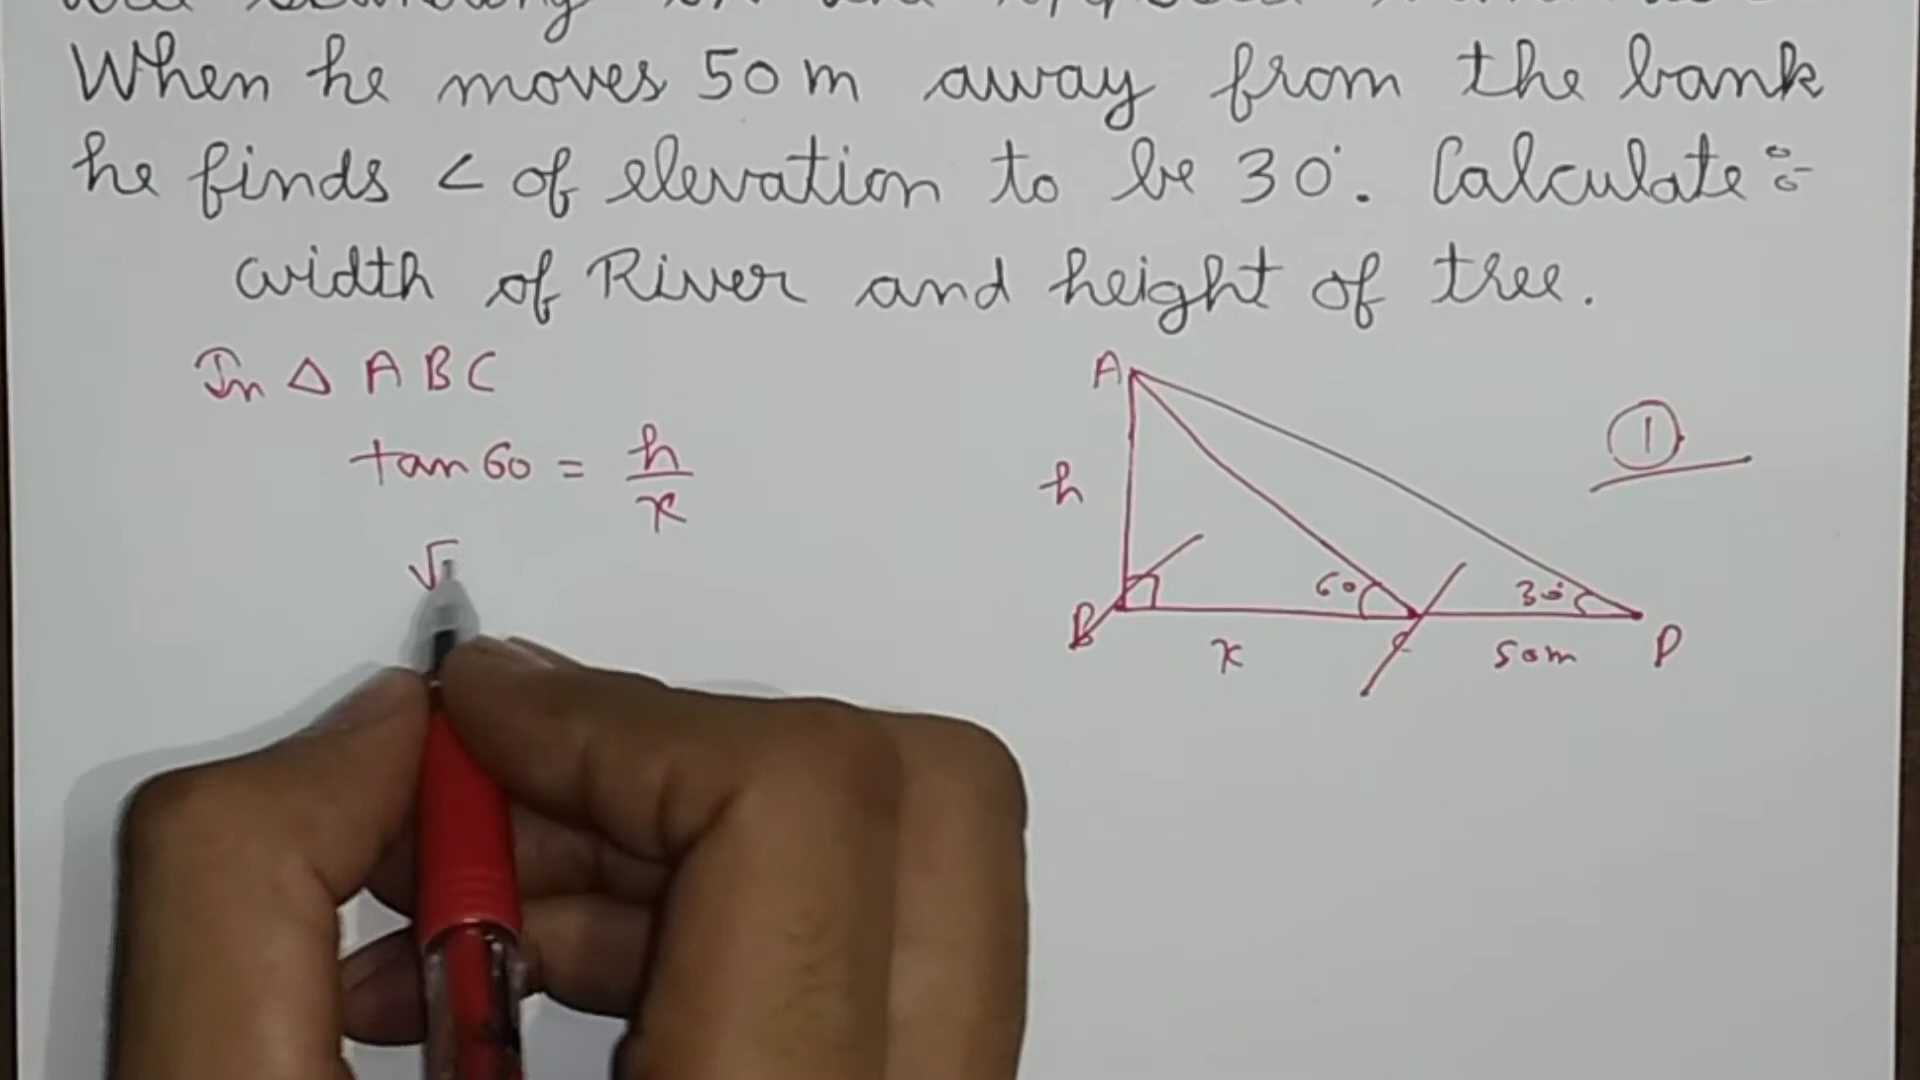 When he moves 50 m away from the bank
he finds < of elevation to be 30°. Calculate :-
width of River and height of tree.
In △ ABC
tan 60 = h/x
√
A
h
B
x
60
30°
50m
D
1